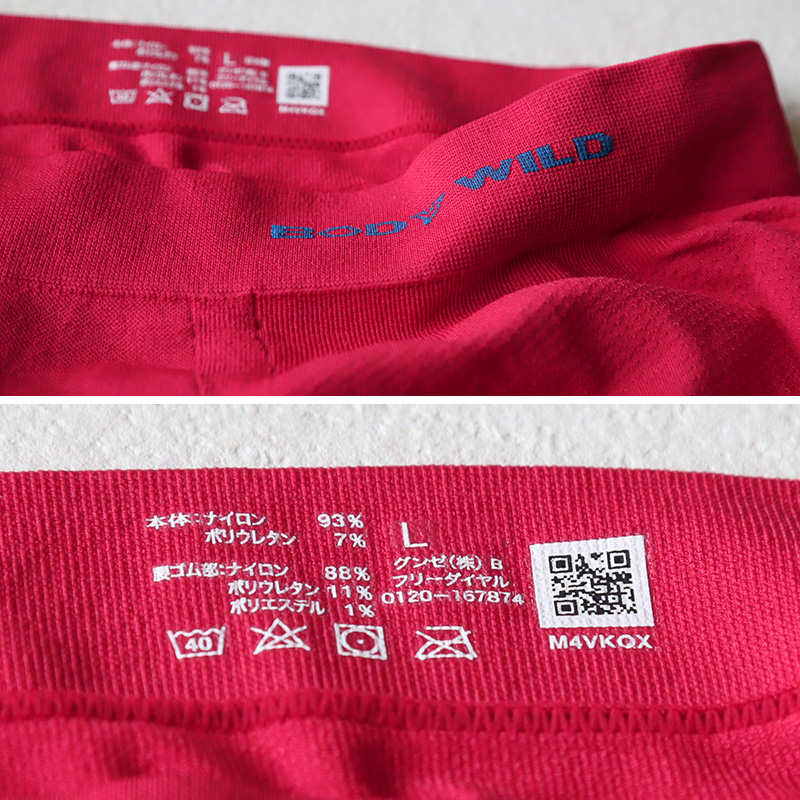 L
M4VKQX
BODY WILD
本体：ナイロン 93%
ポリウレタン 7%
L
腰ゴム部：ナイロン 88%
ポリウレタン 11%
ポリエステル 1%
グンゼ（株）B
フリーダイヤル
0120-167874
40
M4VKQX